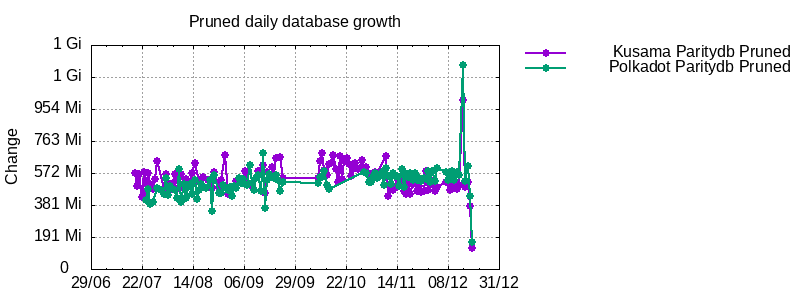 Pruned daily database growth
1 Gi
1 Gi
954 Mi
763 Mi
572 Mi
381 Mi
191 Mi
0
Change
29/06 22/07 14/08 06/09 29/09 22/10 14/11 08/12 31/12
Kusama Paritydb Pruned
Polkadot Paritydb Pruned